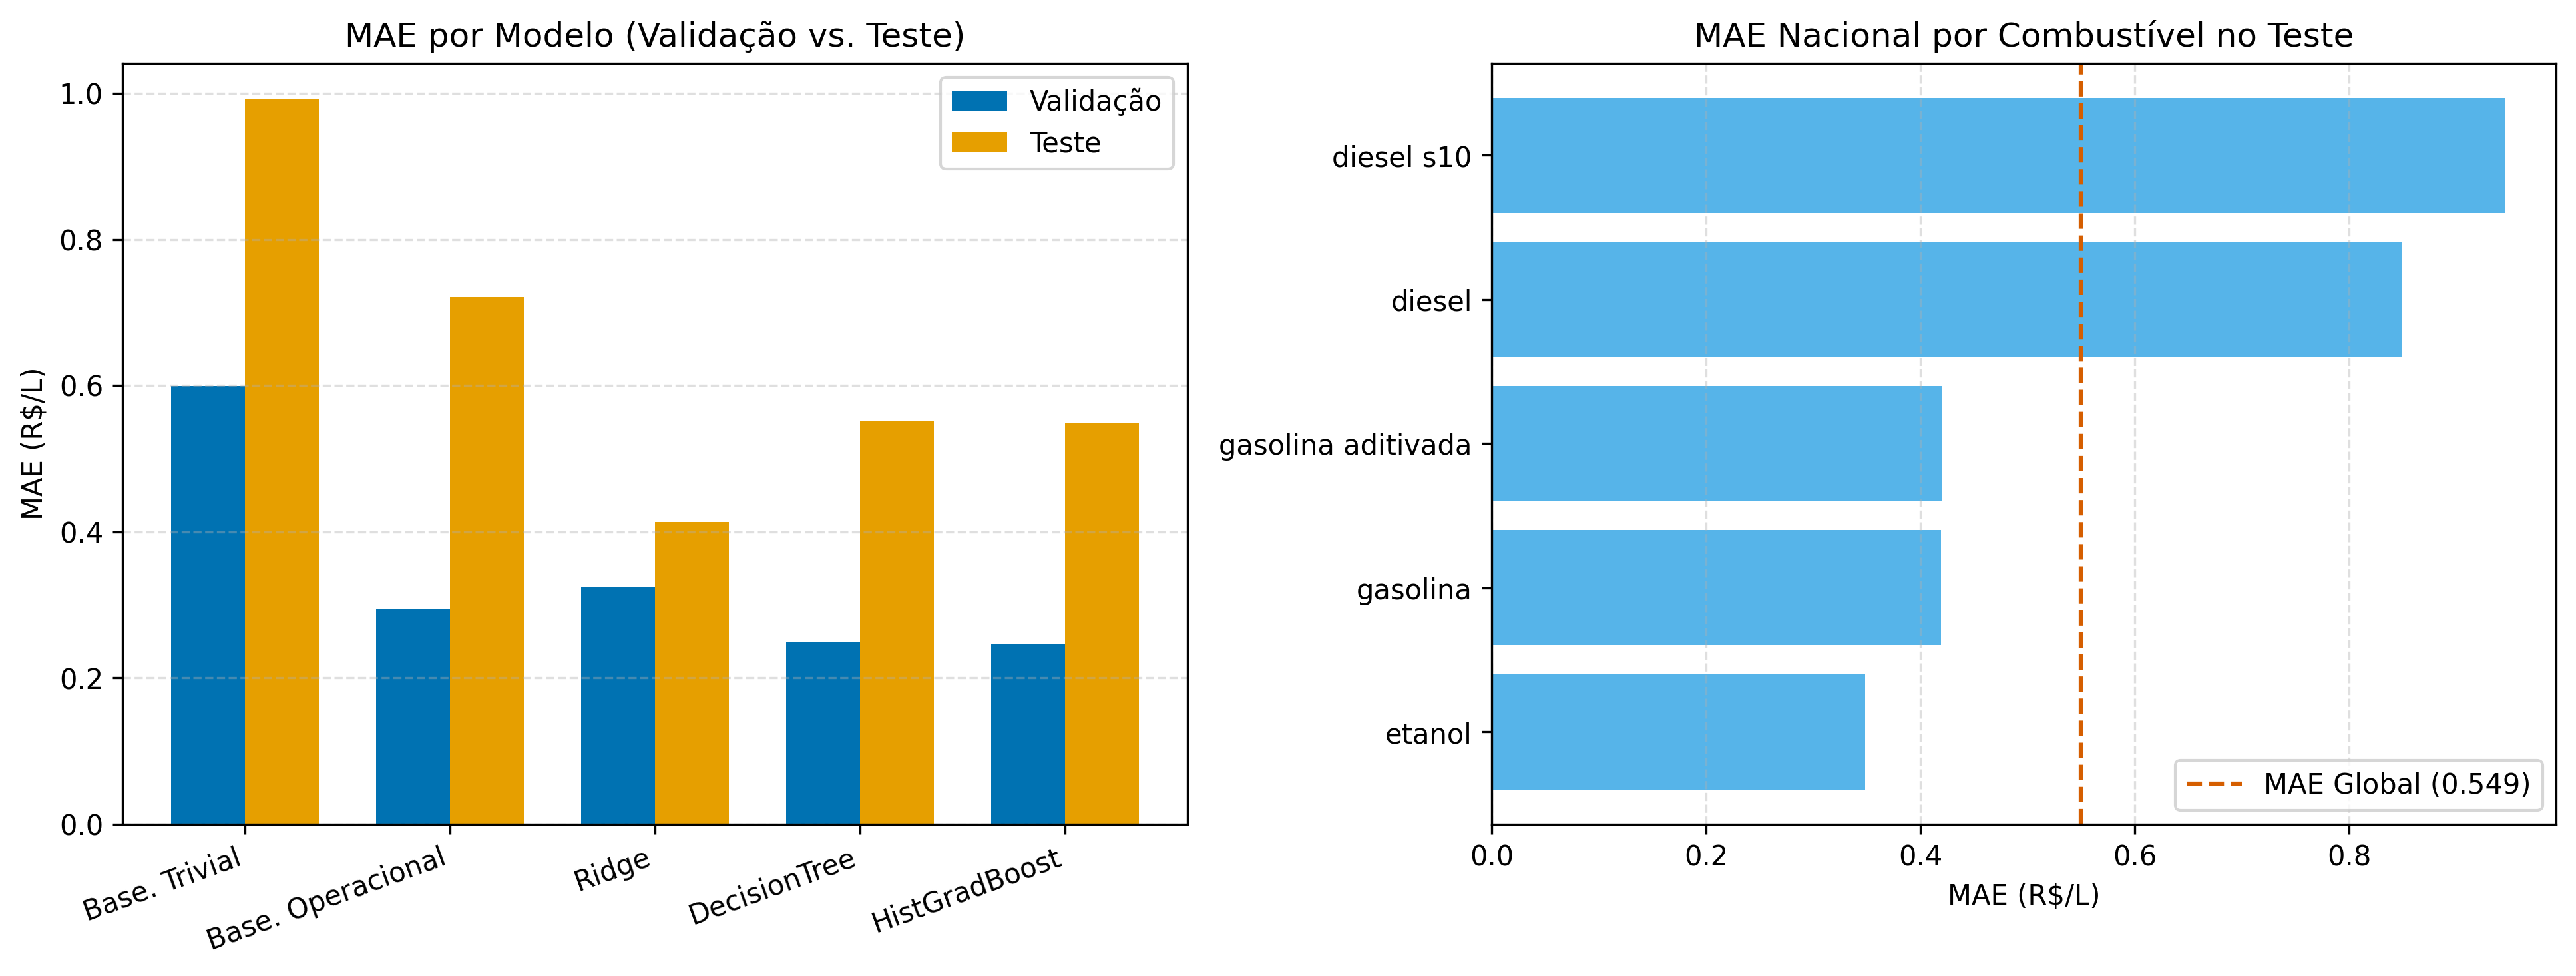 MAE por Modelo (Validação vs. Teste)
MAE (R$/L)
1.0
0.8
0.6
0.4
0.2
0.0
Validação
Teste
Base. Trivial
Base. Operacional
Ridge
DecisionTree
HistGradBoost
MAE Nacional por Combustível no Teste
diesel s10
diesel
gasolina aditivada
gasolina
etanol
MAE Global (0.549)
0.0 0.2 0.4 0.6 0.8
MAE (R$/L)